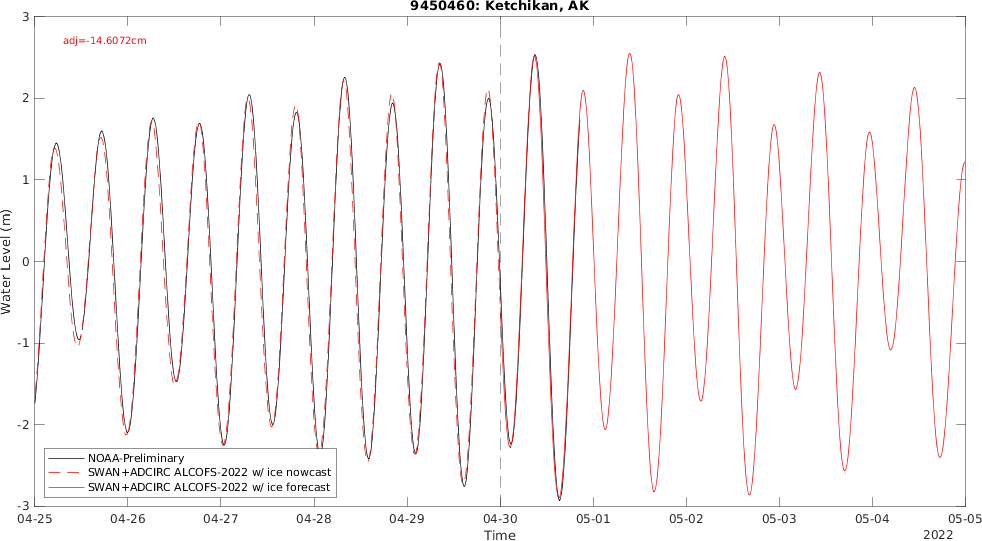 9450460: Ketchikan, AK
adj=-14.6072cm
3
2
1
0
-1
-2
-3
Water Level (m)
NOAA-Preliminary
SWAN+ADCIRC ALCOFS-2022 w/ ice nowcast
SWAN+ADCIRC ALCOFS-2022 w/ ice forecast
04-25 04-26 04-27 04-28 04-29 04-30 05-01 05-02 05-03 05-04 05-05
Time
2022